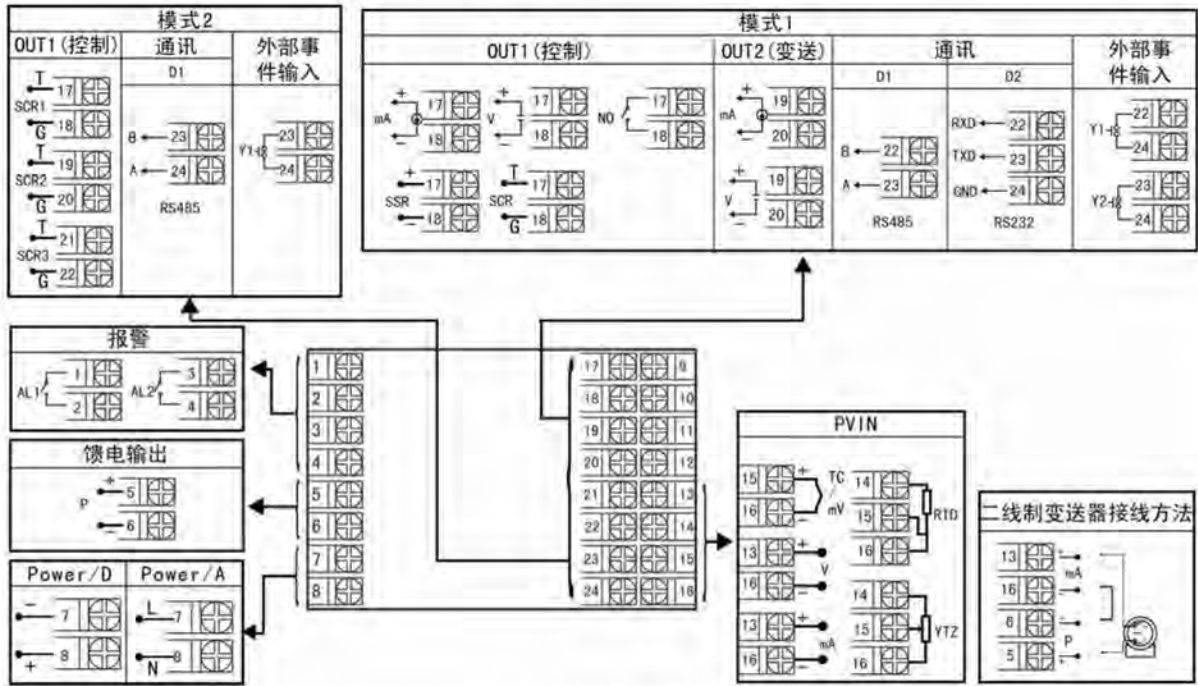 模式2
OUT1(控制) 通讯 外部事件输入
D1
T 17
SCR1
G 18
T 19
SCR2
G 20
T 21
SCR3
G 22
B 23
A 24
RS485
Y1 23
24
模式1
OUT1(控制) OUT2(变送) 通讯 外部事件输入
D1 D2
+ 17
mA
- 18
+ 17
V
- 18
NO 17
18
+ 17
SSR
- 18
T 17
SCR
G 18
+ 19
mA
- 20
+ 19
V
- 20
B 22
A 23
RS485
RXD 22
TXD 23
GND 24
RS232
Y1 22
24
Y2 23
24
报警
AL1 1
2
AL2 3
4
馈电输出
+ 5
P
- 6
Power/D Power/A
- 7
+ 8
L 7
N 8
1
2
3
4
5
6
7
8
17 9
18 10
19 11
20 12
21 13
22 14
23 15
24 16
PVIN
15 + TC
/
16 - mV
14
15 RTD
16
13 +
V
16 -
13 +
mA
16 -
14
15 YTZ
16
二线制变送器接线方法
13 +
mA
16 -
6 -
P
5 +